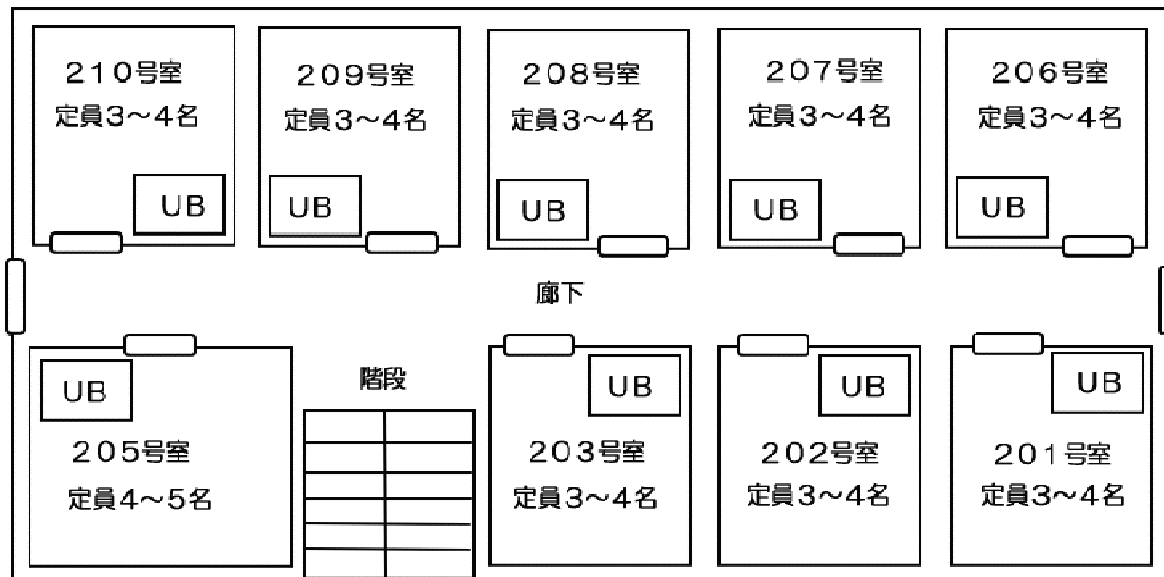 210号室
定員3～4名
UB
209号室
定員3～4名
UB
208号室
定員3～4名
UB
207号室
定員3～4名
UB
206号室
定員3～4名
UB
廊下
UB
205号室
定員4～5名
階段
UB
203号室
定員3～4名
UB
202号室
定員3～4名
UB
201号室
定員3～4名